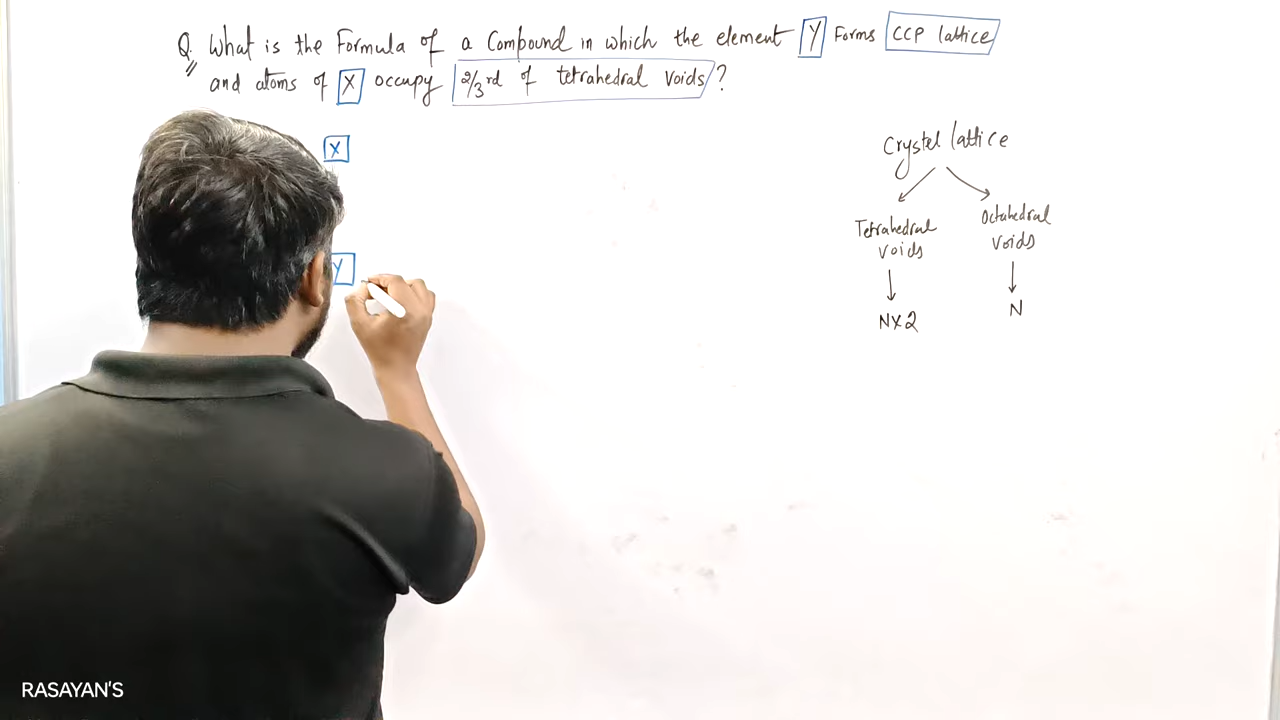 Q. What is the Formula of a Compound in which the element Y Forms CCP lattice
and atoms of X occupy 2/3rd of tetrahedral voids?
X
Y
Crystel lattice
Tetrahedral voids
Octahedral voids
N×2
N
RASAYAN'S